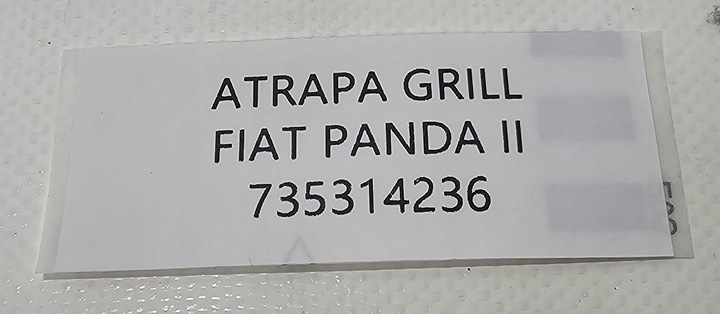 ATRAPA GRILL
FIAT PANDA II
735314236